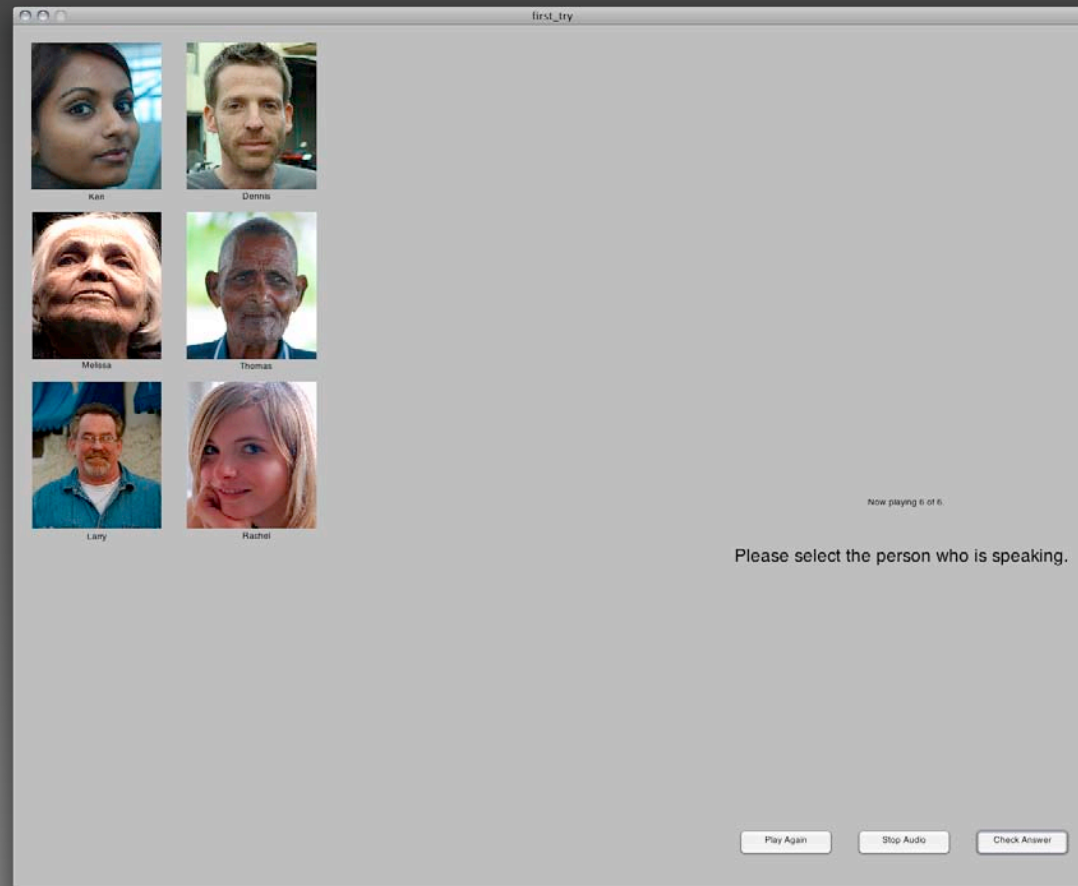 first_try
Kari
Dennis
Melissa
Thomas
Larry
Rachel
Now playing 6 of 6.
Please select the person who is speaking.
Play Again
Stop Audio
Check Answer